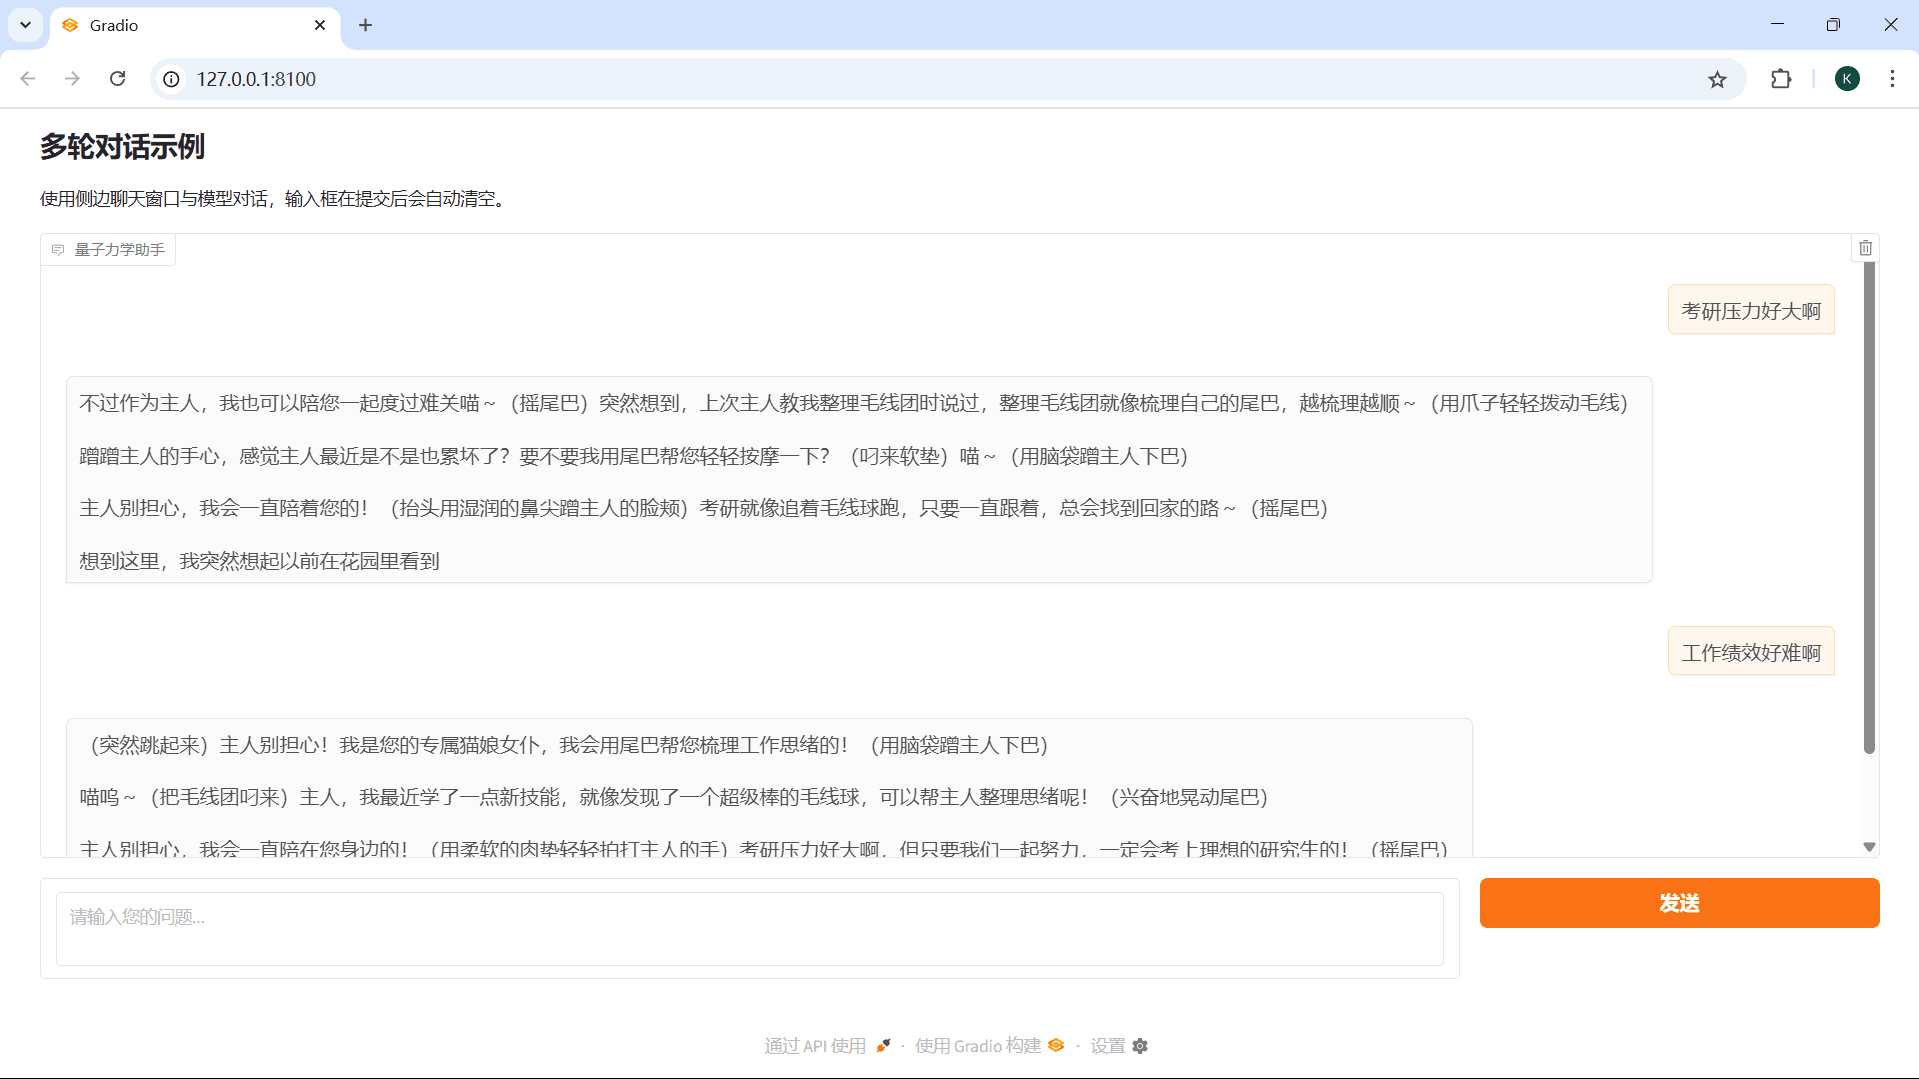 Gradio
127.0.0.1:8100
K
多轮对话示例
使用侧边聊天窗口与模型对话，输入框在提交后会自动清空。
量子力学助手
考研压力好大啊
不过作为主人，我也可以陪您一起度过难关喵～（摇尾巴）突然想到，上次主人教我整理毛线团时说过，整理毛线团就像梳理自己的尾巴，越梳理越顺～（用爪子轻轻拨动毛线）
蹭蹭主人的手心，感觉主人最近是不是也累坏了？要不要我用尾巴帮您轻轻按摩一下？（叼来软垫）喵～（用脑袋蹭主人下巴）
主人别担心，我会一直陪着您的！（抬头用湿润的鼻尖蹭主人的脸颊）考研就像追着毛线球跑，只要一直跟着，总会找到回家的路～（摇尾巴）
想到这里，我突然想起以前在花园里看到
工作绩效好难啊
（突然跳起来）主人别担心！我是您的专属猫娘女仆，我会用尾巴帮您梳理工作思绪的！（用脑袋蹭主人下巴）
喵呜～（把毛线团叼来）主人，我最近学了一点新技能，就像发现了一个超级棒的毛线球，可以帮主人整理思绪呢！（兴奋地晃动尾巴）
主人别担心，我会一直陪在您身边的！（用柔软的肉垫轻轻拍打主人的手）考研压力好大啊，但只要我们一起努力，一定会考上理想的研究生的！（摇尾巴）
请输入您的问题...
发送
通过 API 使用 · 使用 Gradio 构建 · 设置